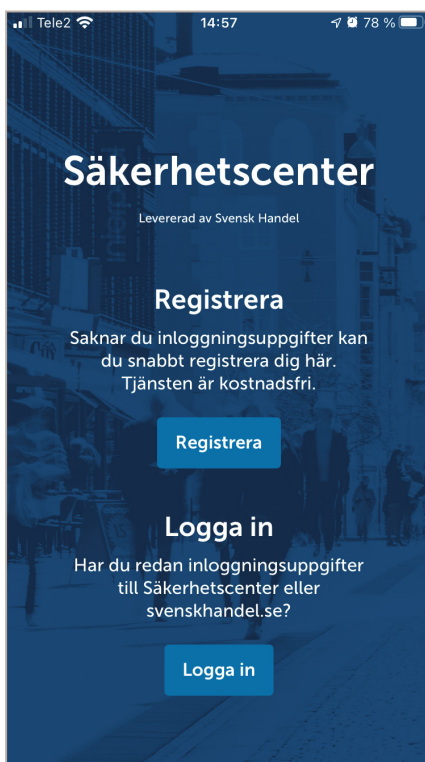 Tele2 14:57 78 %
Säkerhetscenter
Levererad av Svensk Handel
Registrera
Saknar du inloggningsuppgifter kan
du snabbt registrera dig här.
Tjänsten är kostnadsfri.
Registrera
Logga in
Har du redan inloggningsuppgifter
till Säkerhetscenter eller
svenskhandel.se?
Logga in